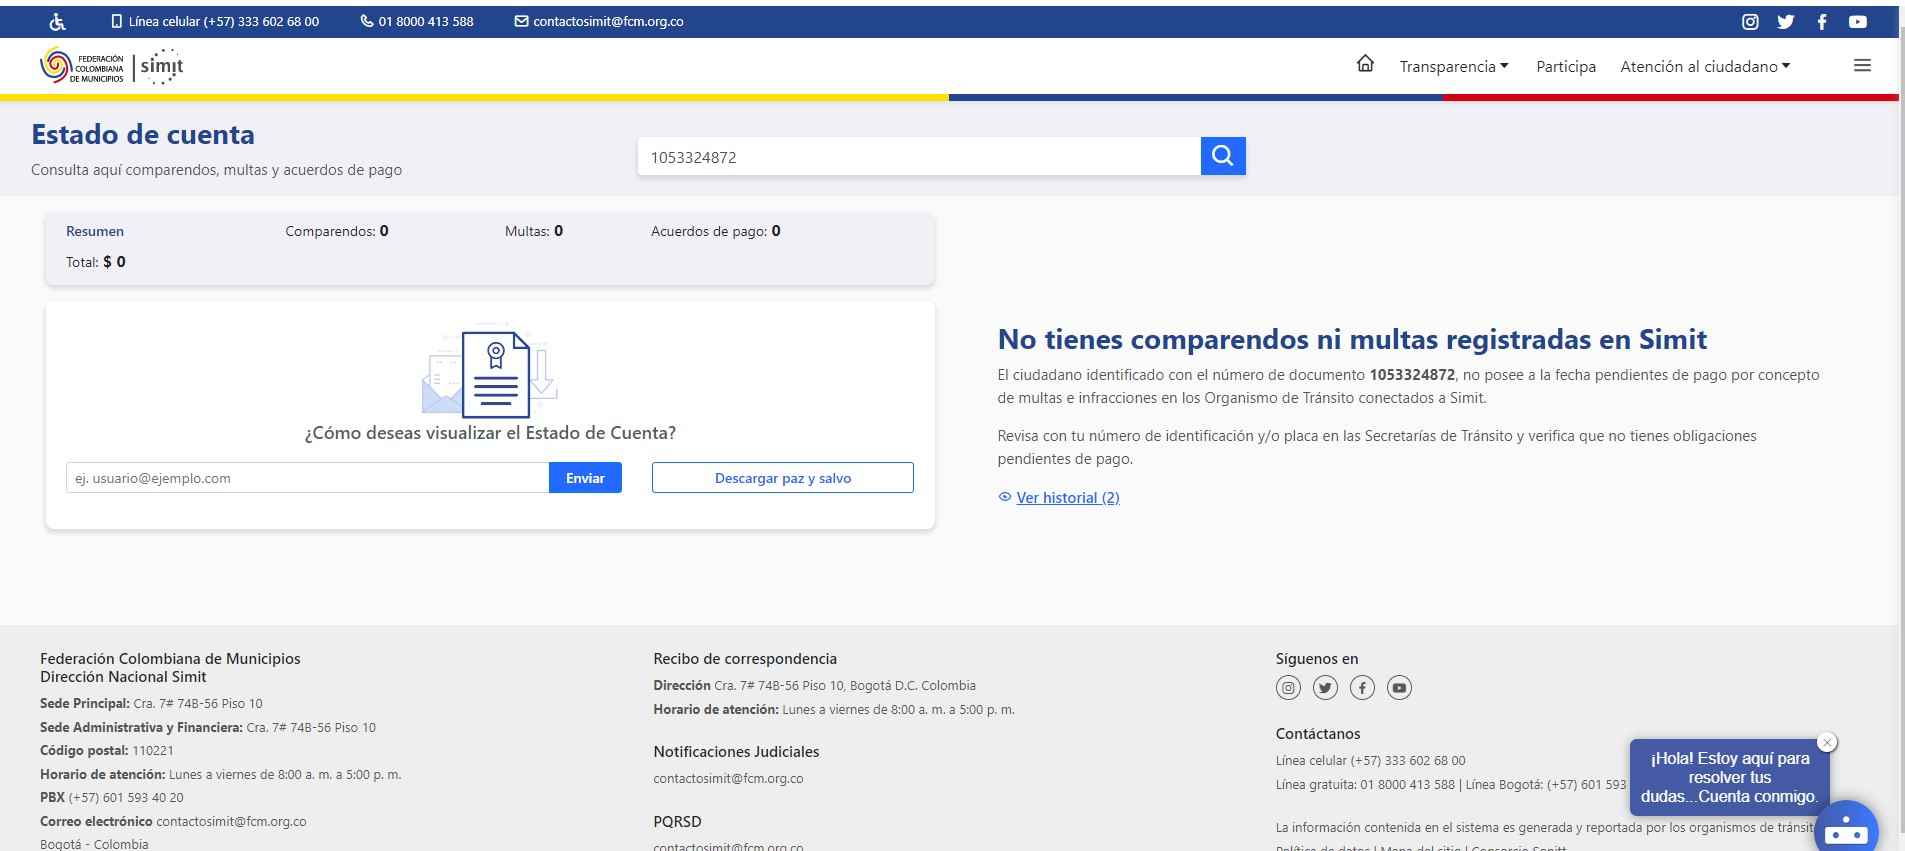 Línea celular (+57) 333 602 68 00
01 8000 413 588
contactosimit@fcm.org.co
FEDERACIÓN
COLOMBIANA
DE MUNICIPIOS
simit
Transparencia
Participa
Atención al ciudadano
Estado de cuenta
Consulta aquí comparendos, multas y acuerdos de pago
1053324872
Resumen
Comparendos: 0
Multas: 0
Acuerdos de pago: 0
Total: $ 0
¿Cómo deseas visualizar el Estado de Cuenta?
ej. usuario@ejemplo.com
Enviar
Descargar paz y salvo
No tienes comparendos ni multas registradas en Simit
El ciudadano identificado con el número de documento 1053324872, no posee a la fecha pendientes de pago por concepto
de multas e infracciones en los Organismo de Tránsito conectados a Simit.
Revisa con tu número de identificación y/o placa en las Secretarías de Tránsito y verifica que no tienes obligaciones
pendientes de pago.
Ver historial (2)
Federación Colombiana de Municipios
Dirección Nacional Simit
Sede Principal: Cra. 7# 74B-56 Piso 10
Sede Administrativa y Financiera: Cra. 7# 74B-56 Piso 10
Código postal: 110221
Horario de atención: Lunes a viernes de 8:00 a. m. a 5:00 p. m.
PBX (+57) 601 593 40 20
Correo electrónico contactosimit@fcm.org.co
Bogotá - Colombia
Recibo de correspondencia
Dirección Cra. 7# 74B-56 Piso 10, Bogotá D.C. Colombia
Horario de atención: Lunes a viernes de 8:00 a. m. a 5:00 p. m.
Notificaciones Judiciales
contactosimit@fcm.org.co
PQRSD
contactosimit@fcm.org.co
Síguenos en
Contáctanos
Línea celular (+57) 333 602 68 00
Línea gratuita: 01 8000 413 588 | Línea Bogotá: (+57) 601 593
La información contenida en el sistema es generada y reportada por los organismos de tránsit
Política de datos | Mapa del sitio | Consorcio Sonitt
¡Hola! Estoy aquí para
resolver tus
dudas...Cuenta conmigo.